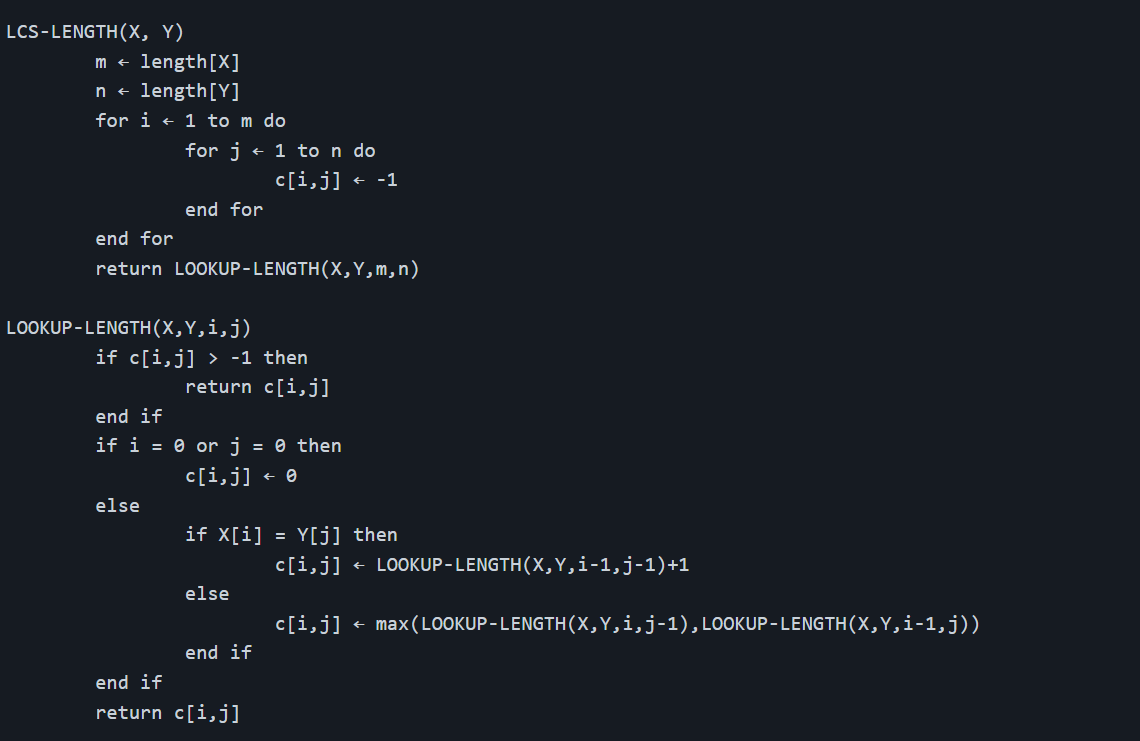 LCS-LENGTH(X, Y)
m ← length[X]
n ← length[Y]
for i ← 1 to m do
for j ← 1 to n do
c[i,j] ← -1
end for
end for
return LOOKUP-LENGTH(X,Y,m,n)
LOOKUP-LENGTH(X,Y,i,j)
if c[i,j] > -1 then
return c[i,j]
end if
if i = 0 or j = 0 then
c[i,j] ← 0
else
if X[i] = Y[j] then
c[i,j] ← LOOKUP-LENGTH(X,Y,i-1,j-1)+1
else
c[i,j] ← max(LOOKUP-LENGTH(X,Y,i,j-1),LOOKUP-LENGTH(X,Y,i-1,j))
end if
end if
return c[i,j]